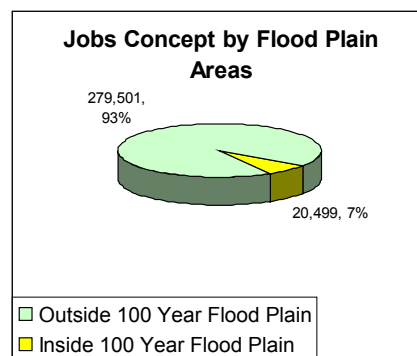 Jobs Concept by Flood Plain
Areas
279,501,
93%
20,499, 7%
Outside 100 Year Flood Plain
Inside 100 Year Flood Plain